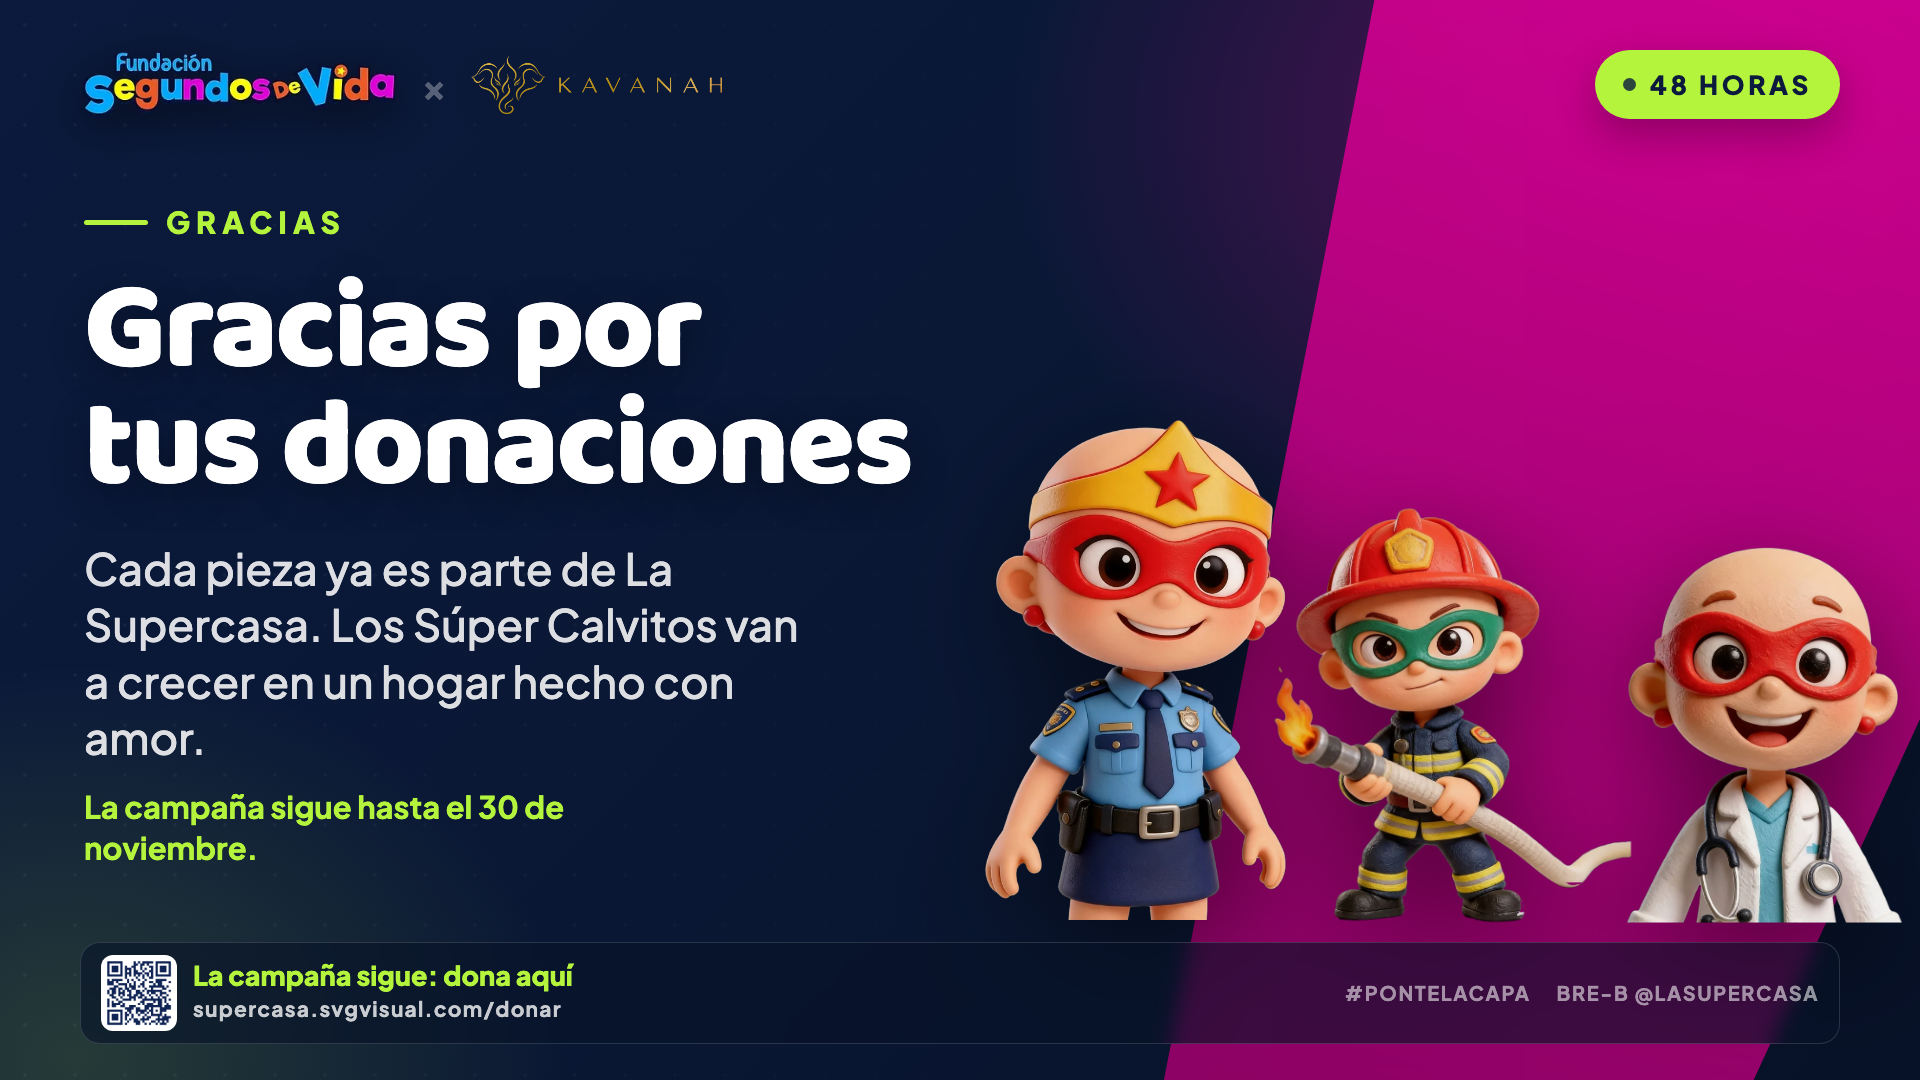 Fundación
Segundos DE Vida
×
KAVANAH
48 HORAS
GRACIAS
Gracias por
tus donaciones
Cada pieza ya es parte de La
Supercasa. Los Súper Calvitos van
a crecer en un hogar hecho con
amor.
La campaña sigue hasta el 30 de
noviembre.
La campaña sigue: dona aquí
supercasa.svgvisual.com/donar
#PONTELACAPA
BRE-B @LASUPERCASA